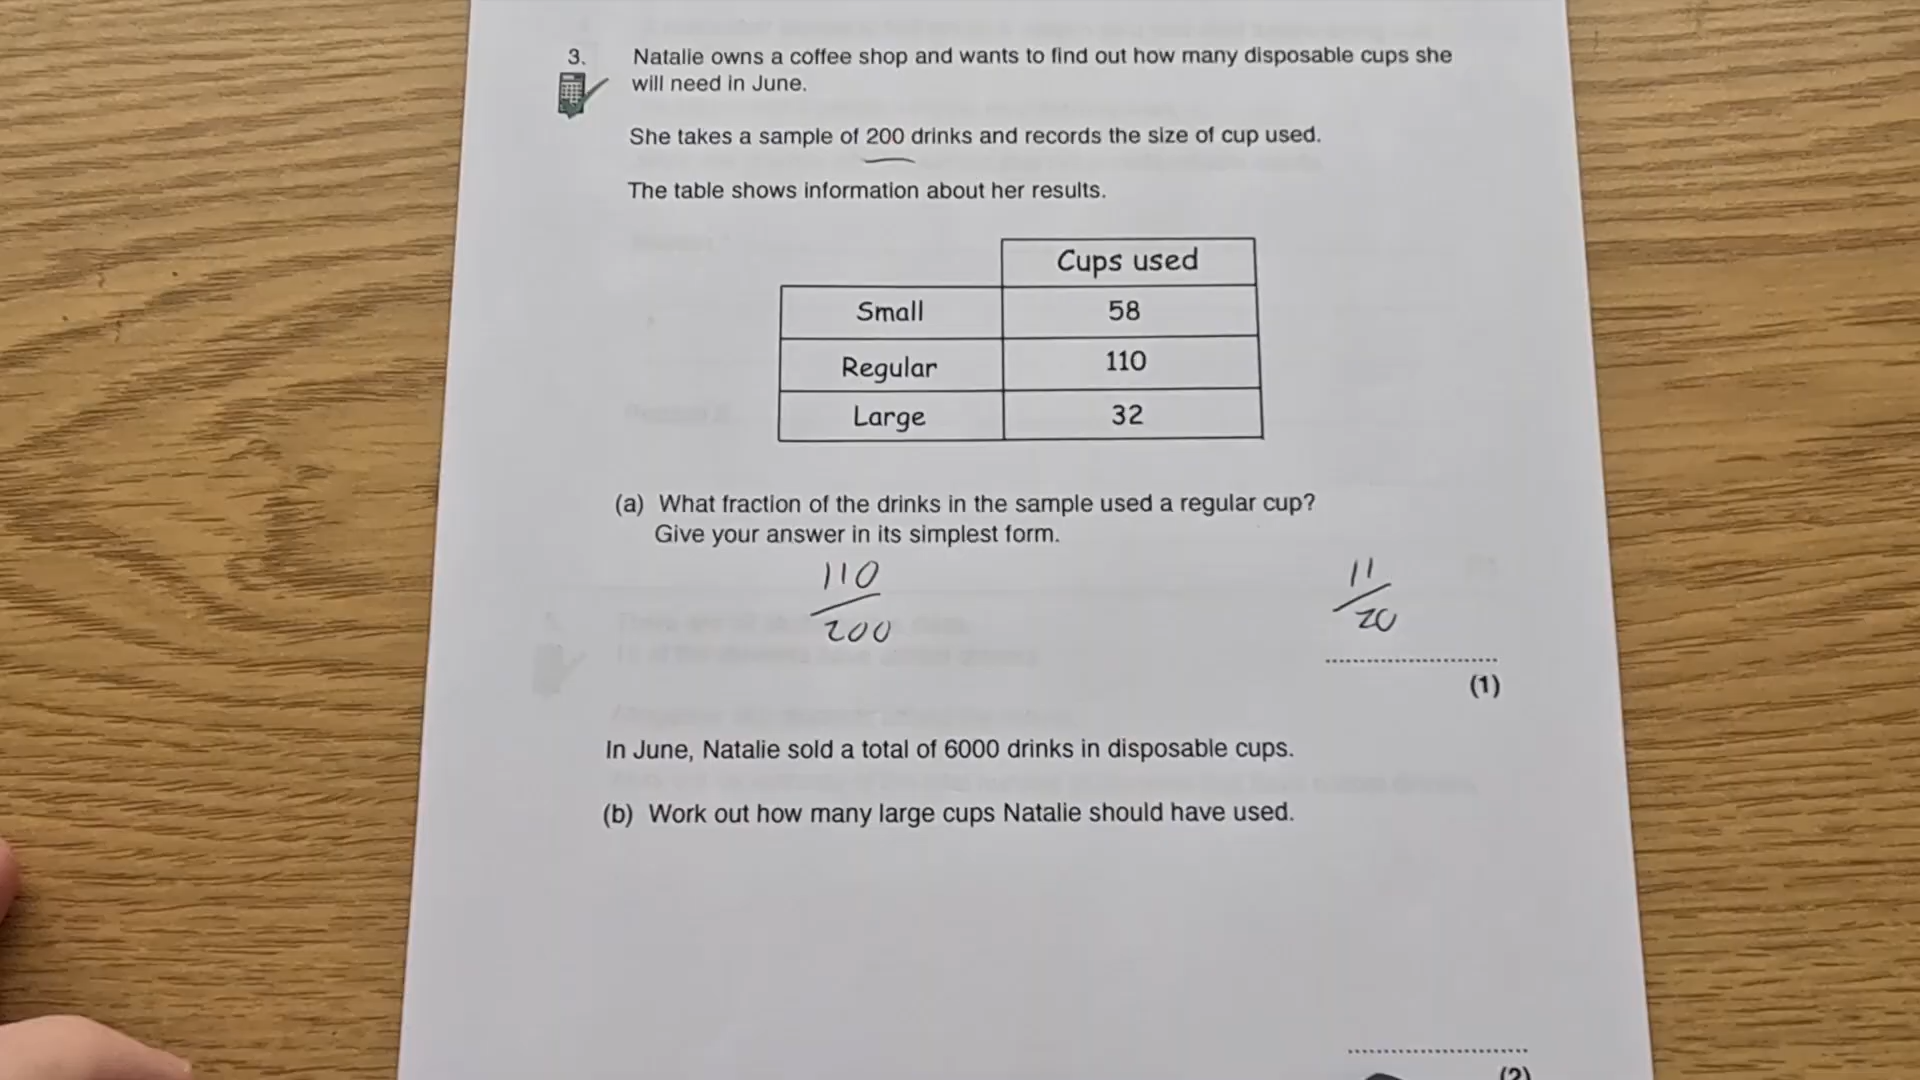 3. Natalie owns a coffee shop and wants to find out how many disposable cups she
will need in June.
She takes a sample of 200 drinks and records the size of cup used.
The table shows information about her results.
Cups used
Small 58
Regular 110
Large 32
(a) What fraction of the drinks in the sample used a regular cup?
Give your answer in its simplest form.
110
200
11
20
(1)
In June, Natalie sold a total of 6000 drinks in disposable cups.
(b) Work out how many large cups Natalie should have used.
(2)